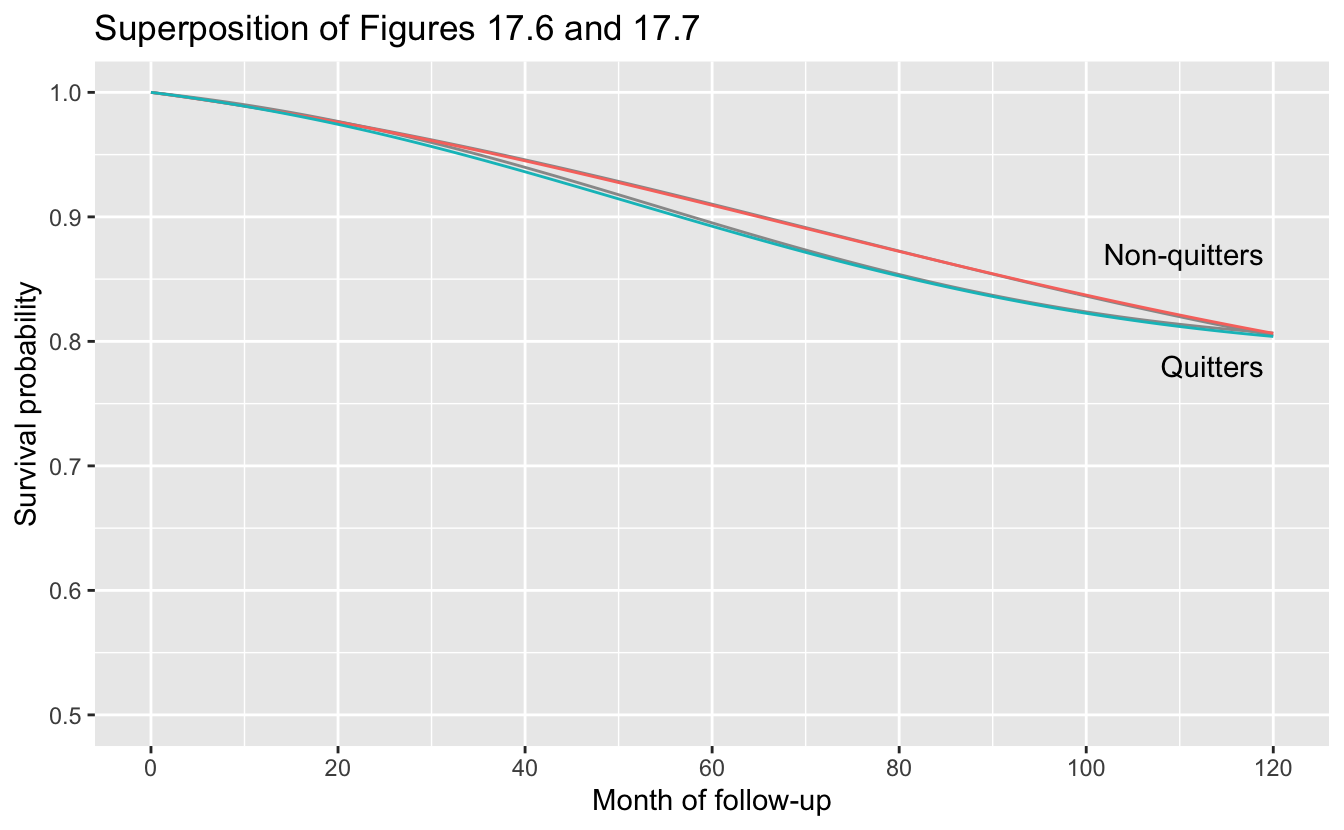 Superposition of Figures 17.6 and 17.7
1.0
0.9
0.8
0.7
0.6
0.5
Survival probability
Non-quitters
Quitters
0 20 40 60 80 100 120
Month of follow-up